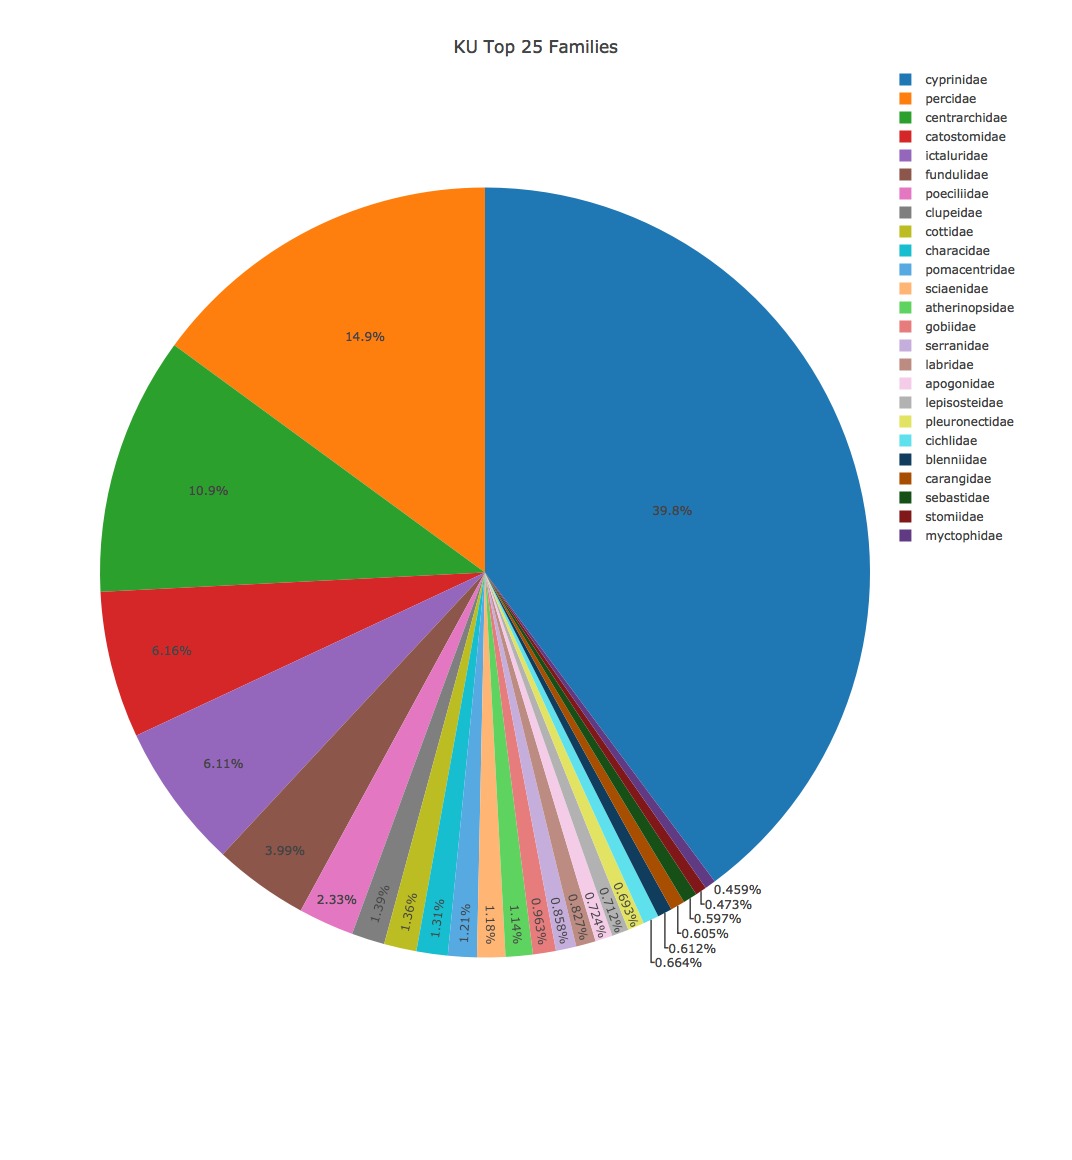 KU Top 25 Families
cyprinidae
percidae
centrarchidae
catostomidae
ictaluridae
fundulidae
poeciliidae
clupeidae
cottidae
characidae
pomacentridae
sciaenidae
atherinopsidae
gobiidae
serranidae
labridae
apogonidae
lepisosteidae
pleuronectidae
cichlidae
blenniidae
carangidae
sebastidae
stomiidae
myctophidae
39.8%
14.9%
10.9%
6.16%
6.11%
3.99%
2.33%
1.39%
1.36%
1.31%
1.21%
1.18%
1.14%
0.963%
0.858%
0.827%
0.724%
0.712%
0.693%
0.664%
0.612%
0.605%
0.597%
0.473%
0.459%